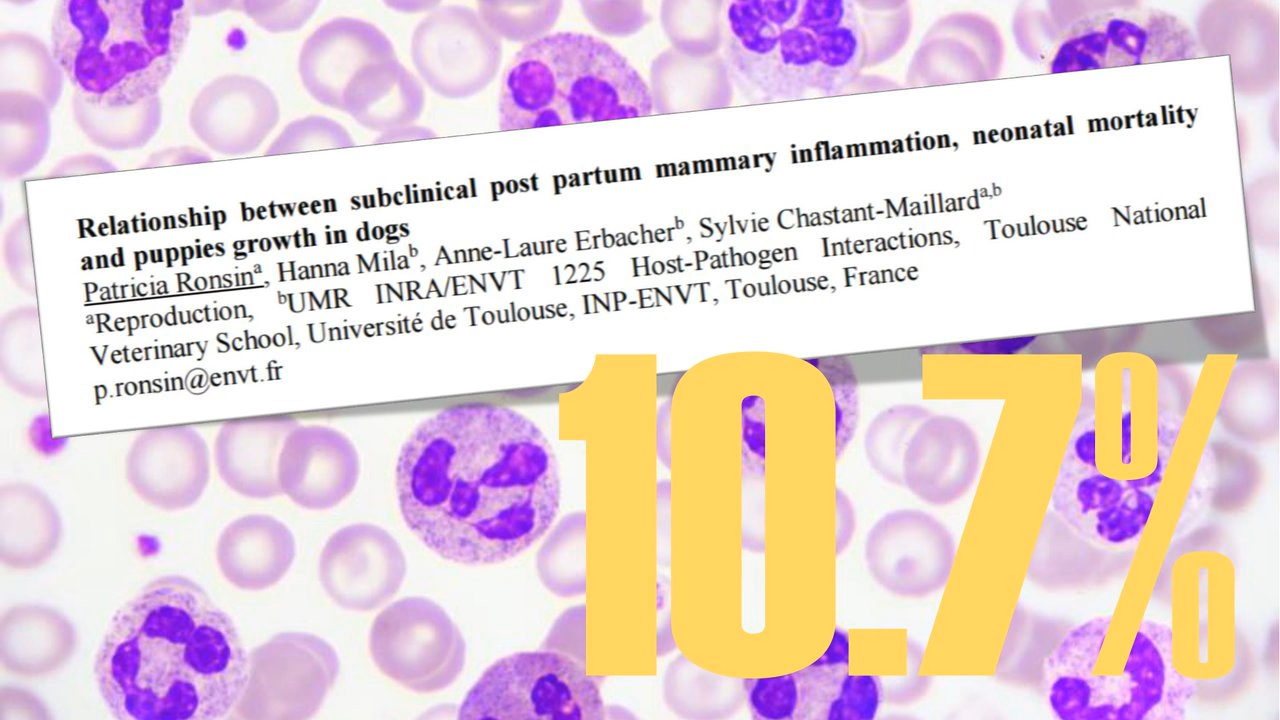 Relationship between subclinical post partum mammary inflammation, neonatal mortality
and puppies growth in dogs
Patricia Ronsinᵃ, Hanna Milaᵇ, Anne-Laure Erbacherᵇ, Sylvie Chastant-Maillardᵃ,ᵇ
ᵃReproduction, ᵇUMR INRA/ENVT 1225 Host-Pathogen Interactions, Toulouse National
Veterinary School, Université de Toulouse, INP-ENVT, Toulouse, France
p.ronsin@envt.fr
10.7%